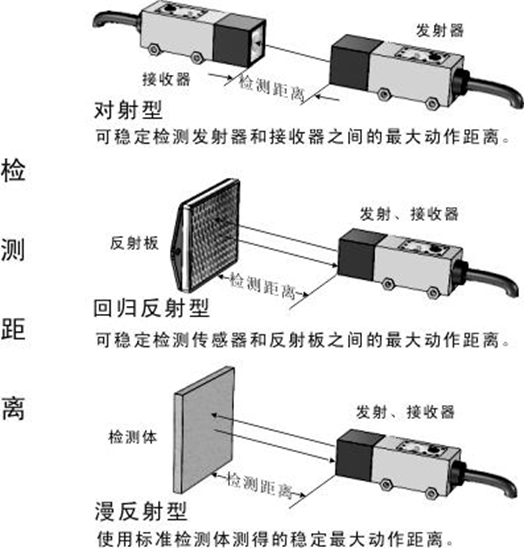 发射器
接收器
检测距离
对射型
可稳定检测发射器和接收器之间的最大动作距离。
检测距离
发射、接收器
反射板
检测距离
回归反射型
可稳定检测传感器和反射板之间的最大动作距离。
发射、接收器
检测体
检测距离
漫反射型
使用标准检测体测得的稳定最大动作距离。